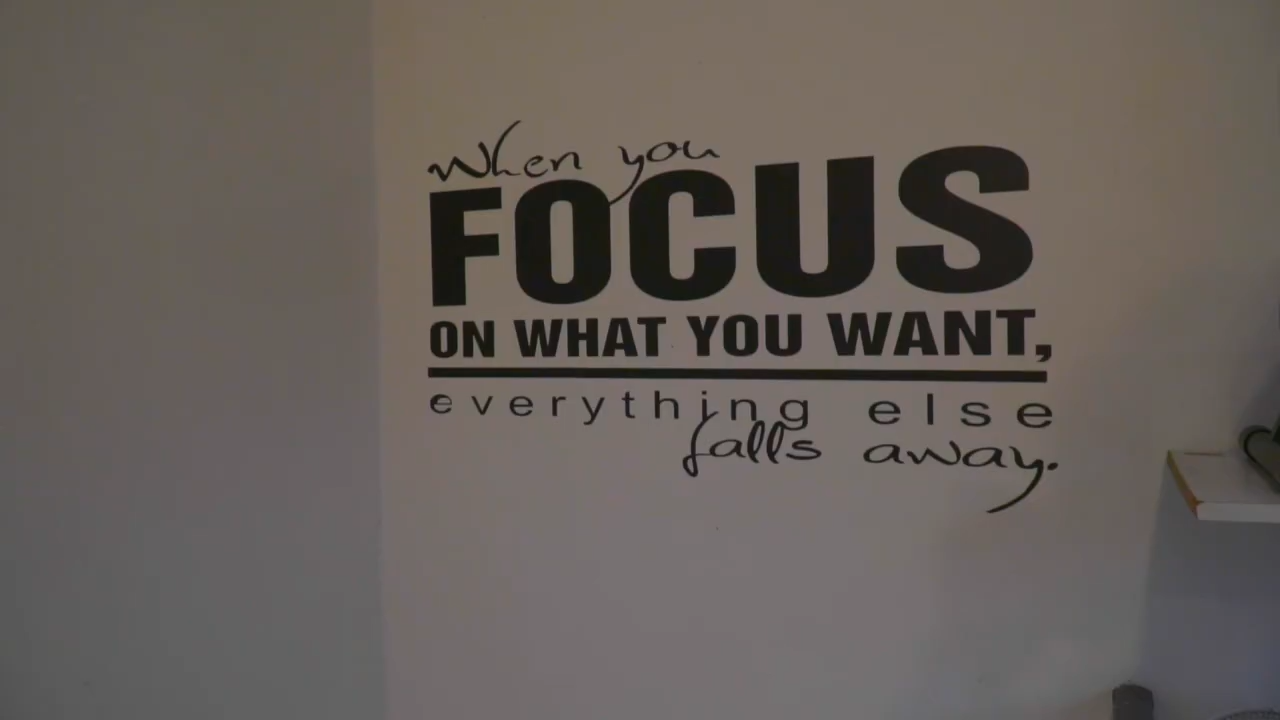 When you
FOCUS
ON WHAT YOU WANT,
everything else
falls away.